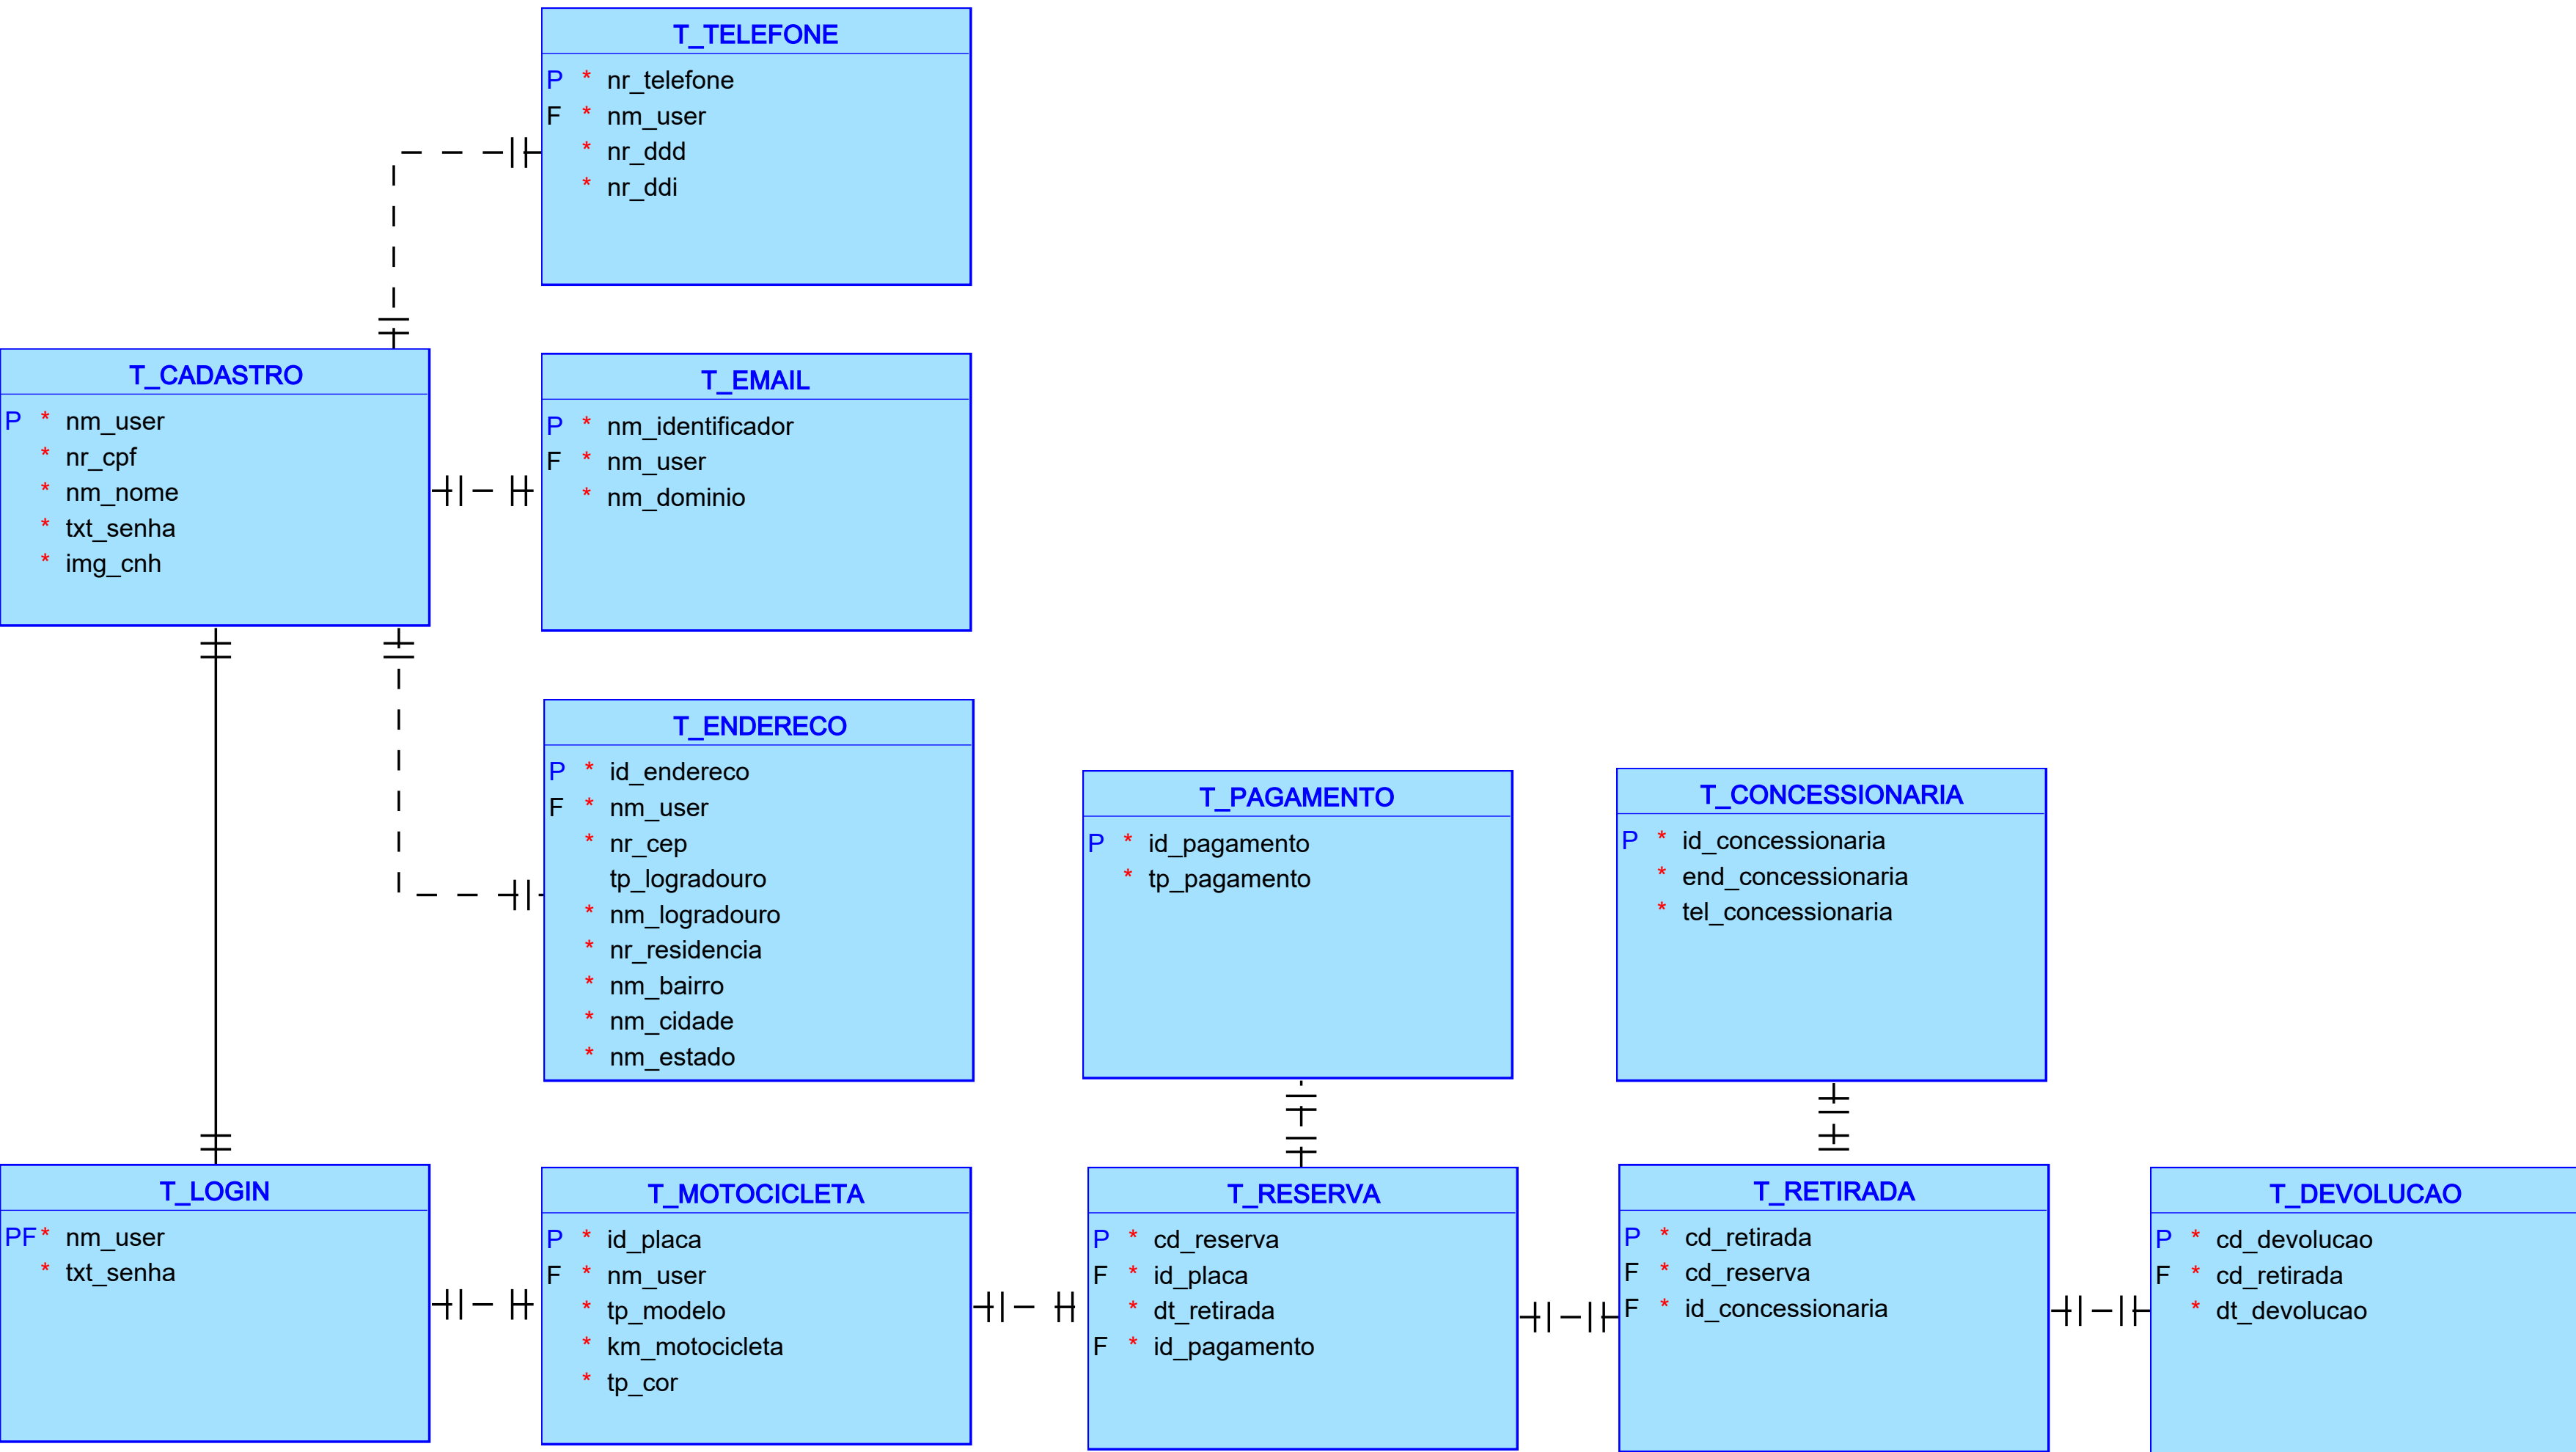 T_TELEFONE
P * nr_telefone
F * nm_user
* nr_ddd
* nr_ddi
T_CADASTRO
P * nm_user
* nr_cpf
* nm_nome
* txt_senha
* img_cnh
T_EMAIL
P * nm_identificador
F * nm_user
* nm_dominio
T_ENDERECO
P * id_endereco
F * nm_user
* nr_cep
tp_logradouro
* nm_logradouro
* nr_residencia
* nm_bairro
* nm_cidade
* nm_estado
T_PAGAMENTO
P * id_pagamento
* tp_pagamento
T_CONCESSIONARIA
P * id_concessionaria
* end_concessionaria
* tel_concessionaria
T_LOGIN
PF * nm_user
* txt_senha
T_MOTOCICLETA
P * id_placa
F * nm_user
* tp_modelo
* km_motocicleta
* tp_cor
T_RESERVA
P * cd_reserva
F * id_placa
* dt_retirada
F * id_pagamento
T_RETIRADA
P * cd_retirada
F * cd_reserva
F * id_concessionaria
T_DEVOLUCAO
P * cd_devolucao
F * cd_retirada
* dt_devolucao